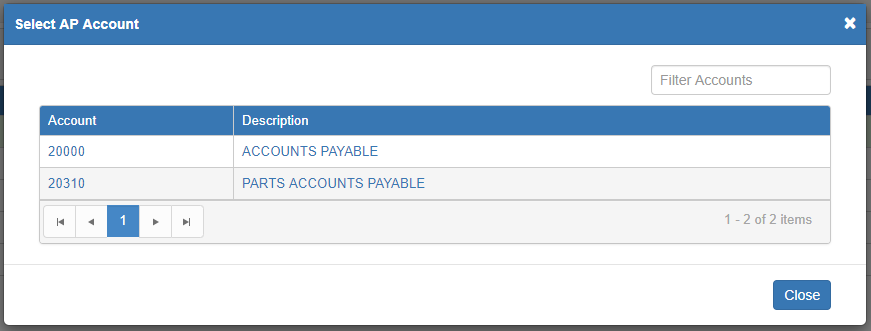 Select AP Account
Filter Accounts
Account Description
20000 ACCOUNTS PAYABLE
20310 PARTS ACCOUNTS PAYABLE
1 1 - 2 of 2 items
Close